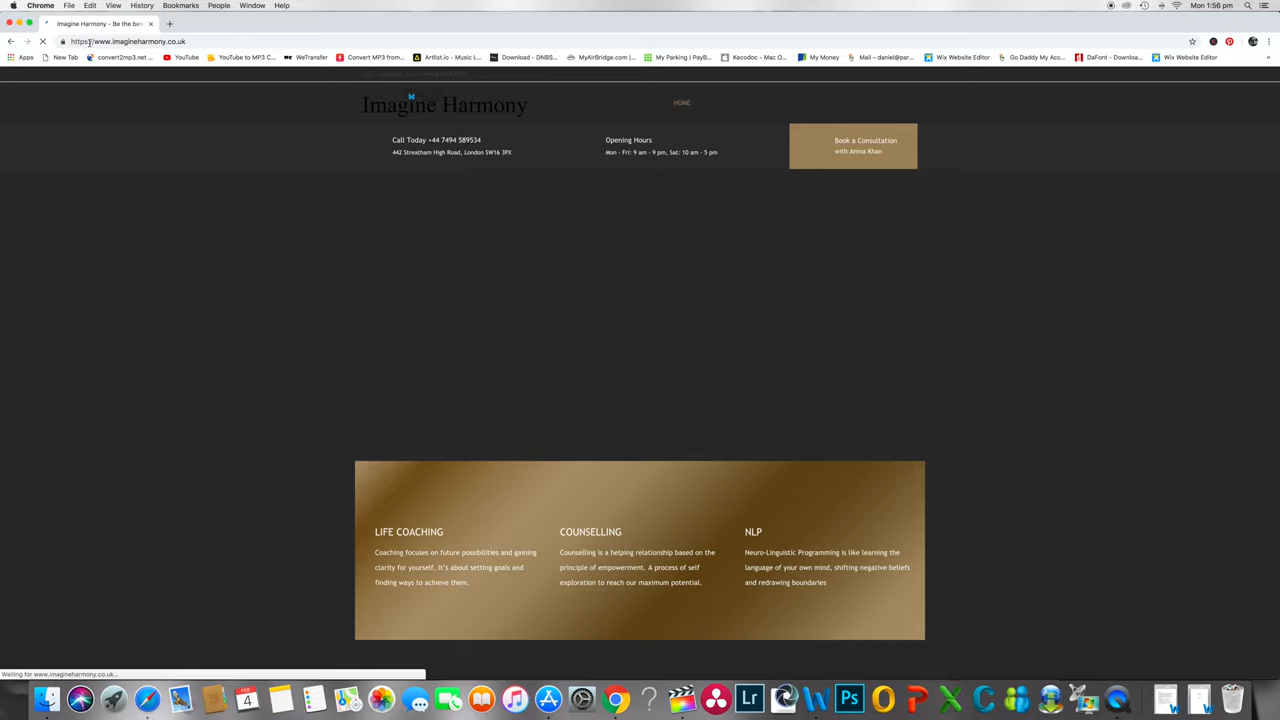 Chrome File Edit View History Bookmarks People Window Help Mon 1:56 pm
Imagine Harmony - Be the bes
https://www.imagineharmony.co.uk
Apps New Tab convert2mp3.net ... YouTube YouTube to MP3 C... WeTransfer Convert MP3 from... Artlist.io - Music L... Download - DNBS... MyAirBridge.com |... My Parking | PayB... Kecodoc - Mac O... My Money Mail – daniel@par... Wix Website Editor Go Daddy My Acc... DaFont - Downloa... Wix Website Editor »
Imagine Harmony
HOME
Call Today +44 7494 589534
442 Streatham High Road, London SW16 3PX
Opening Hours
Mon - Fri: 9 am - 9 pm, Sat: 10 am - 5 pm
Book a Consultation
with Amna Khan
LIFE COACHING
Coaching focuses on future possibilities and gaining
clarity for yourself. It's about setting goals and
finding ways to achieve them.
COUNSELLING
Counselling is a helping relationship based on the
principle of empowerment. A process of self
exploration to reach our maximum potential.
NLP
Neuro-Linguistic Programming is like learning the
language of your own mind, shifting negative beliefs
and redrawing boundaries
Waiting for www.imagineharmony.co.uk...
FEB
4
Lr
Ps